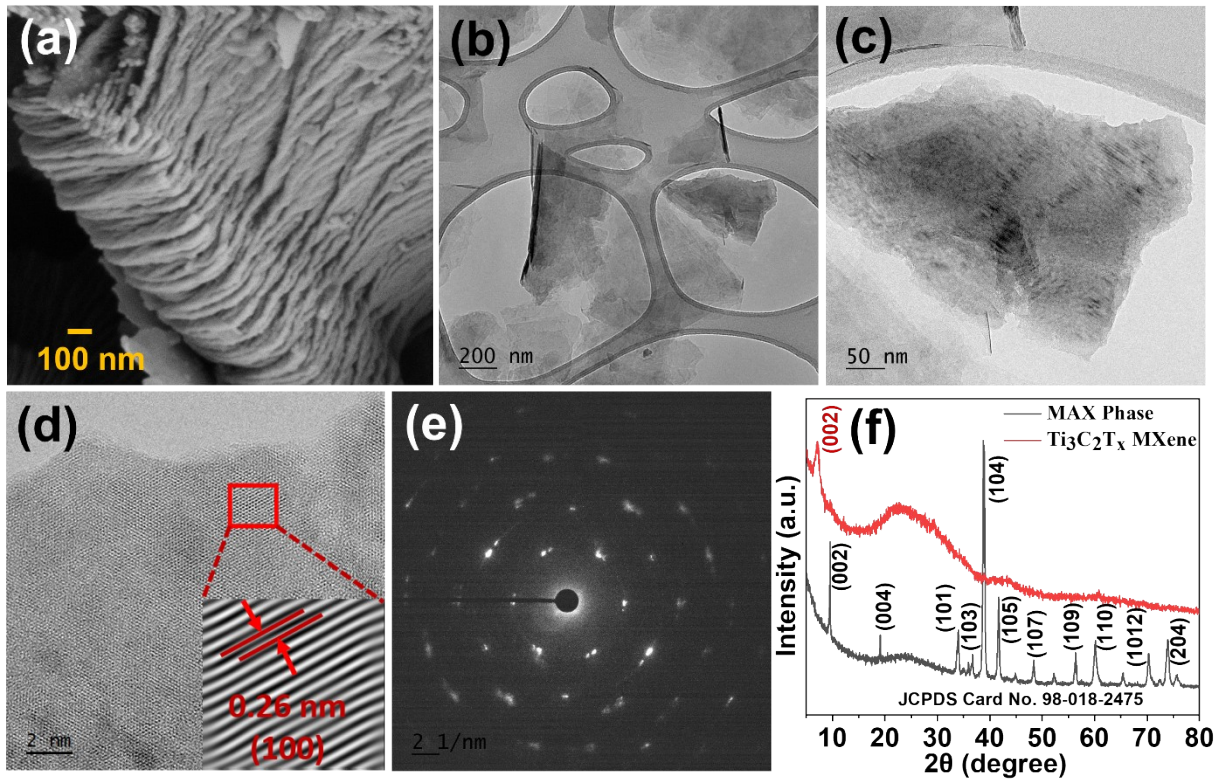 (a)
100 nm
(b)
200 nm
(c)
50 nm
(d)
0.26 nm
(100)
2 nm
(e)
2 1/nm
(f)
MAX Phase
Ti₃C₂Tₓ MXene
Intensity (a.u.)
(002)
(002)
(004)
(101)
(103)
(104)
(105)
(107)
(109)
(110)
(1012)
(204)
JCPDS Card No. 98-018-2475
10 20 30 40 50 60 70 80
2θ (degree)